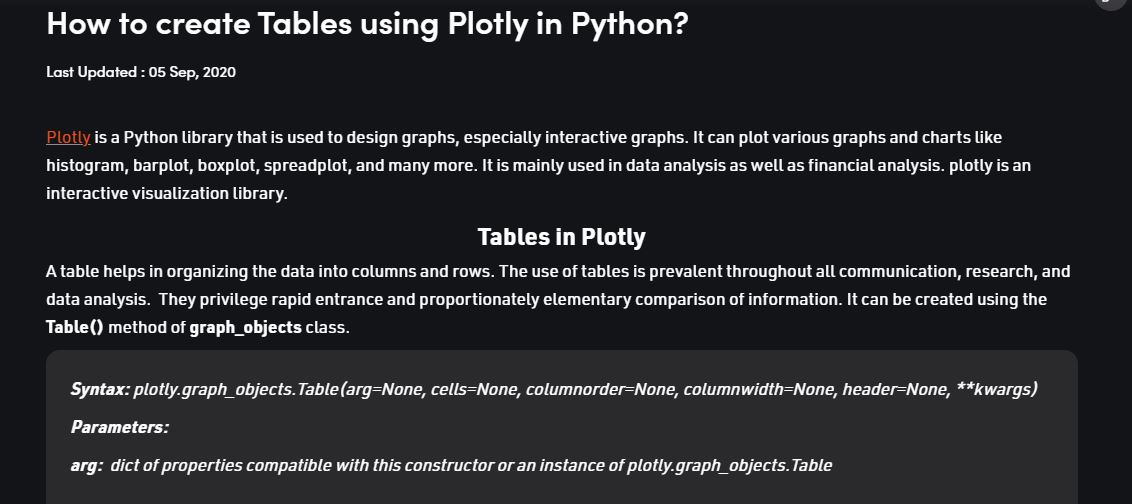 How to create Tables using Plotly in Python?
Last Updated : 05 Sep, 2020
Plotly is a Python library that is used to design graphs, especially interactive graphs. It can plot various graphs and charts like
histogram, barplot, boxplot, spreadplot, and many more. It is mainly used in data analysis as well as financial analysis. plotly is an
interactive visualization library.
Tables in Plotly
A table helps in organizing the data into columns and rows. The use of tables is prevalent throughout all communication, research, and
data analysis.  They privilege rapid entrance and proportionately elementary comparison of information. It can be created using the
Table() method of graph_objects class.
Syntax: plotly.graph_objects.Table(arg=None, cells=None, columnorder=None, columnwidth=None, header=None, **kwargs)
Parameters:
arg:  dict of properties compatible with this constructor or an instance of plotly.graph_objects.Table